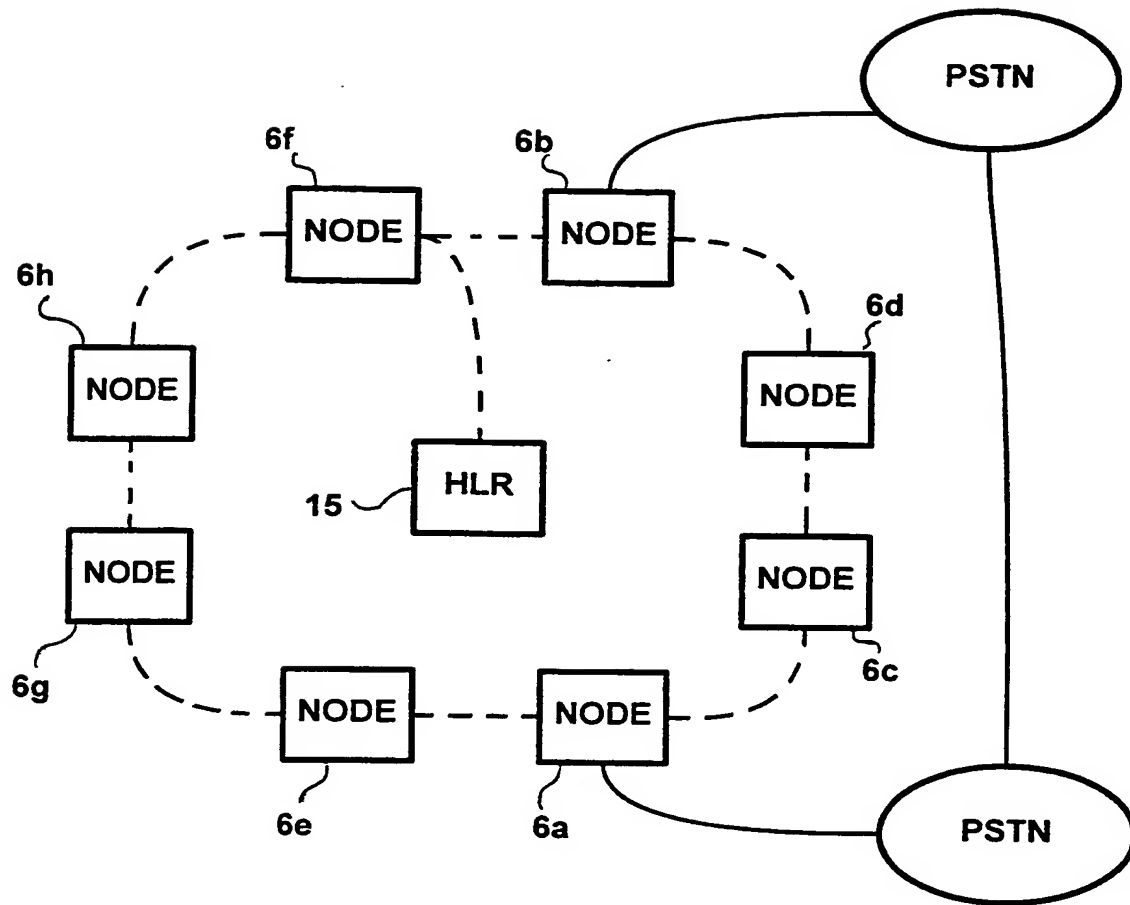 PSTN
6f
6b
NODE
NODE
6h
6d
NODE
NODE
HLR
15
NODE
NODE
6g
6c
NODE
NODE
6e
6a
PSTN